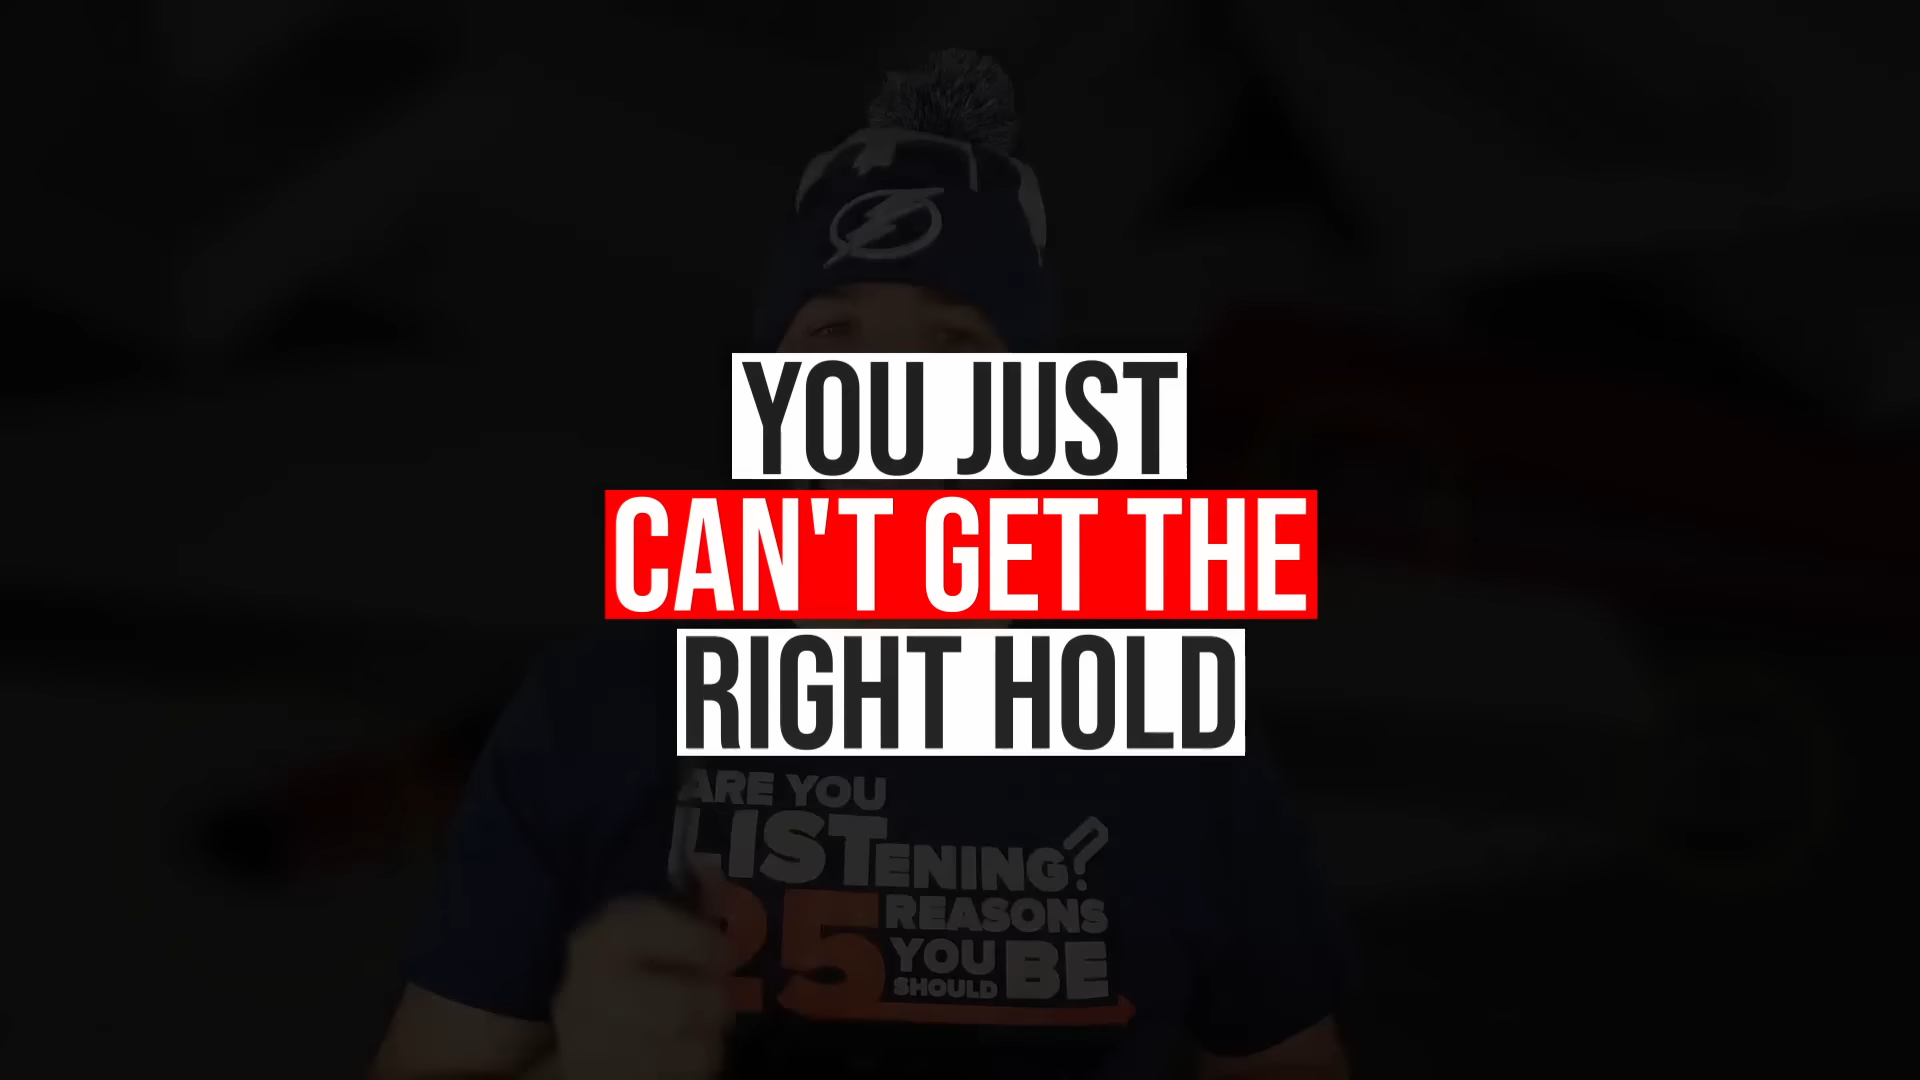 YOU JUST
CAN'T GET THE
RIGHT HOLD
ARE YOU
LISTENING?
25 REASONS
YOU BE
SHOULD